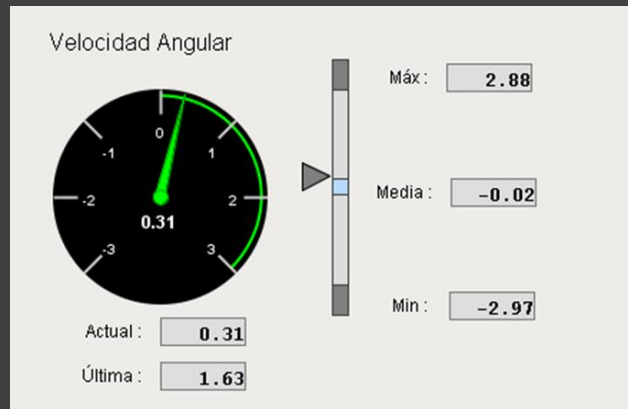 Velocidad Angular
0
-1
1
-2
2
-3
3
0.31
Máx :
2.88
Media :
-0.02
Min :
-2.97
Actual :
0.31
Última :
1.63